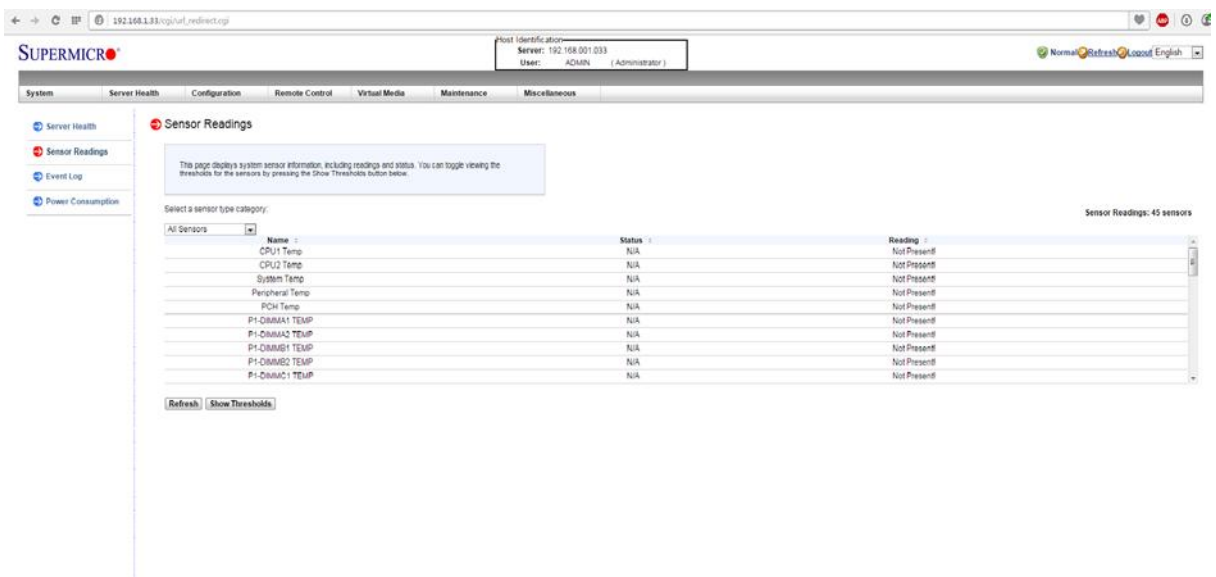 192.168.1.33/cgi/url_redirect.cgi
SUPERMICRO
Host Identification
Server: 192.168.001.033
User: ADMIN (Administrator)
Normal Refresh Logout English
System Server Health Configuration Remote Control Virtual Media Maintenance Miscellaneous
Server Health
Sensor Readings
Event Log
Power Consumption
Sensor Readings
This page displays system sensor information, including readings and status. You can toggle viewing the
thresholds for the sensors by pressing the Show Thresholds button below.
Select a sensor type category:
Sensor Readings: 45 sensors
All Sensors
Name Status Reading
CPU1 Temp N/A Not Present!
CPU2 Temp N/A Not Present!
System Temp N/A Not Present!
Peripheral Temp N/A Not Present!
PCH Temp N/A Not Present!
P1-DIMMA1 TEMP N/A Not Present!
P1-DIMMA2 TEMP N/A Not Present!
P1-DIMMB1 TEMP N/A Not Present!
P1-DIMMB2 TEMP N/A Not Present!
P1-DIMMC1 TEMP N/A Not Present!
Refresh Show Thresholds